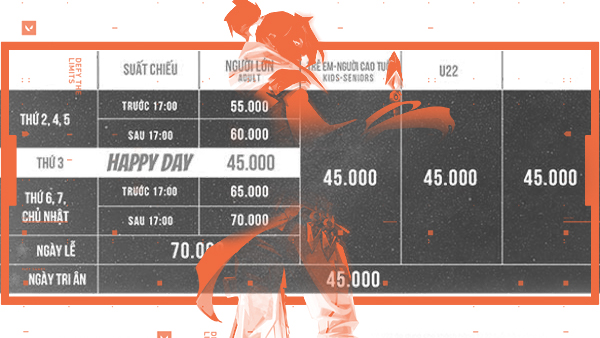 DEFY THE
LIMITS
SUẤT CHIẾU
NGƯỜI LỚN
ADULT
TRẺ EM-NGƯỜI CAO TUỔI
KIDS-SENIORS
U22
THỨ 2, 4, 5
TRƯỚC 17:00
55.000
SAU 17:00
60.000
THỨ 3
HAPPY DAY
45.000
45.000
45.000
45.000
THỨ 6, 7,
CHỦ NHẬT
TRƯỚC 17:00
65.000
SAU 17:00
70.000
NGÀY LỄ
NGÀY TRI ÂN
45.000